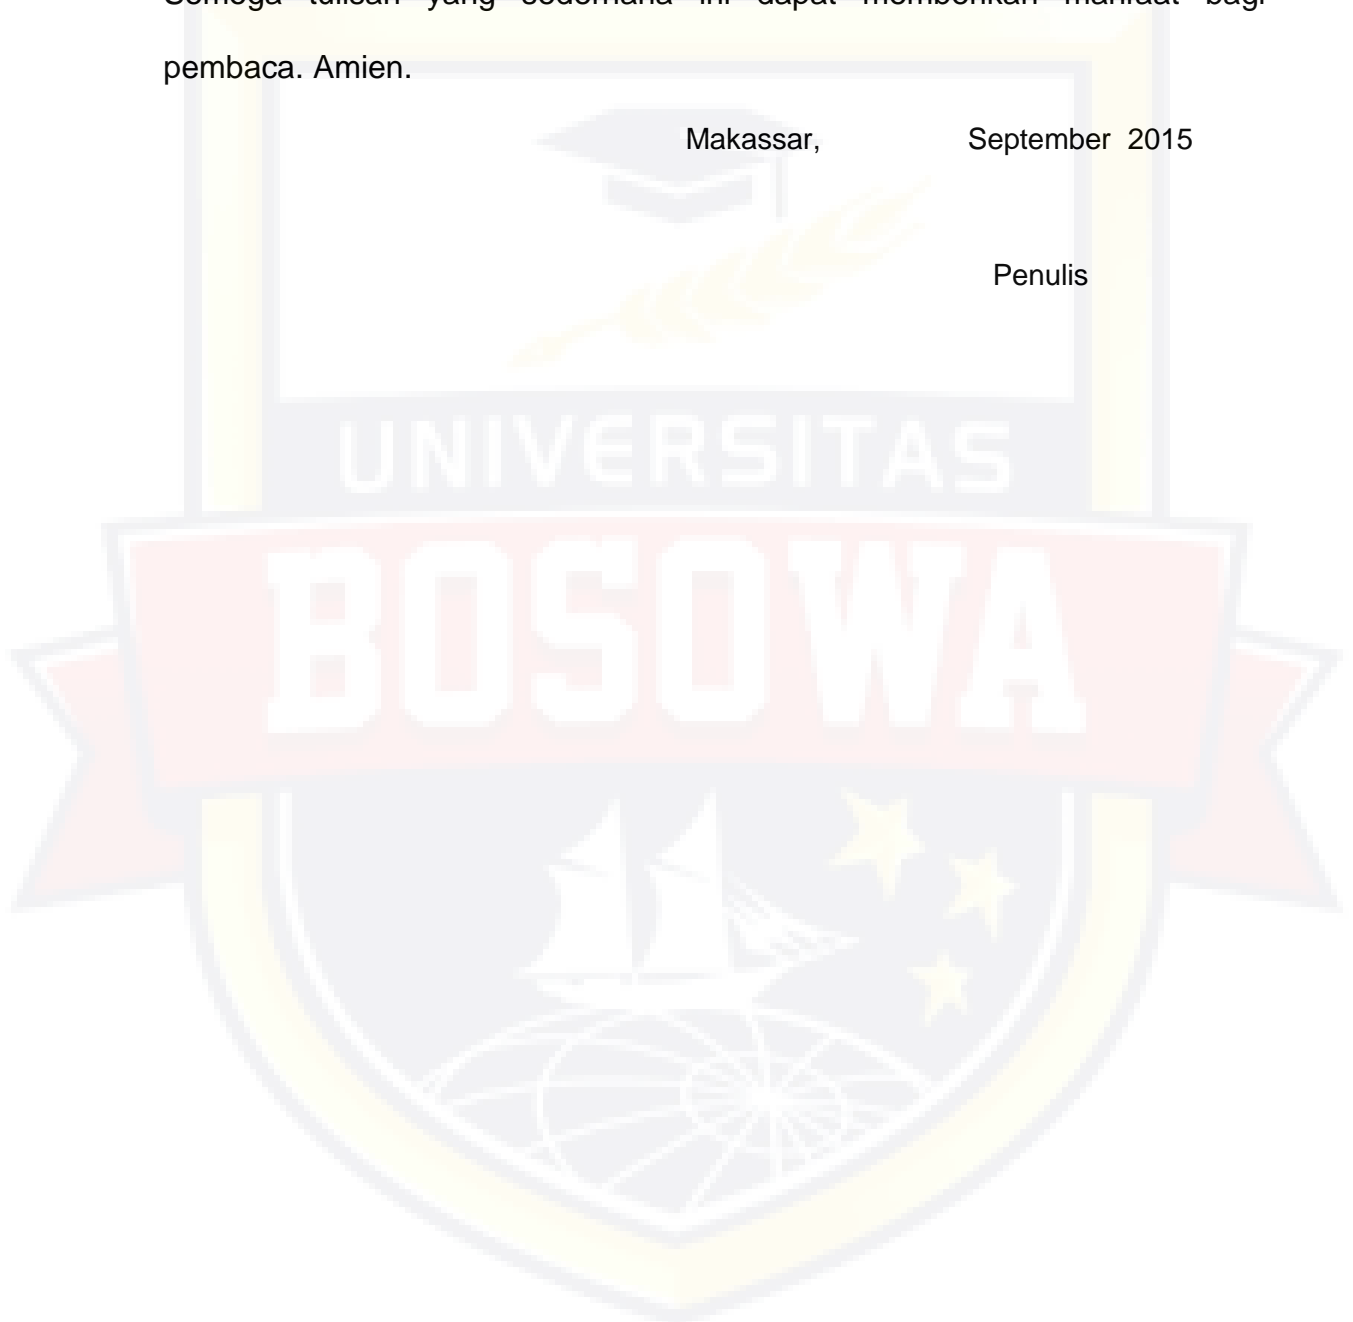 Semoga tulisan yang sederhana ini dapat memberikan manfaat bagi
pembaca. Amien.
Makassar, September 2015
Penulis
UNIVERSITAS
BOSOWA